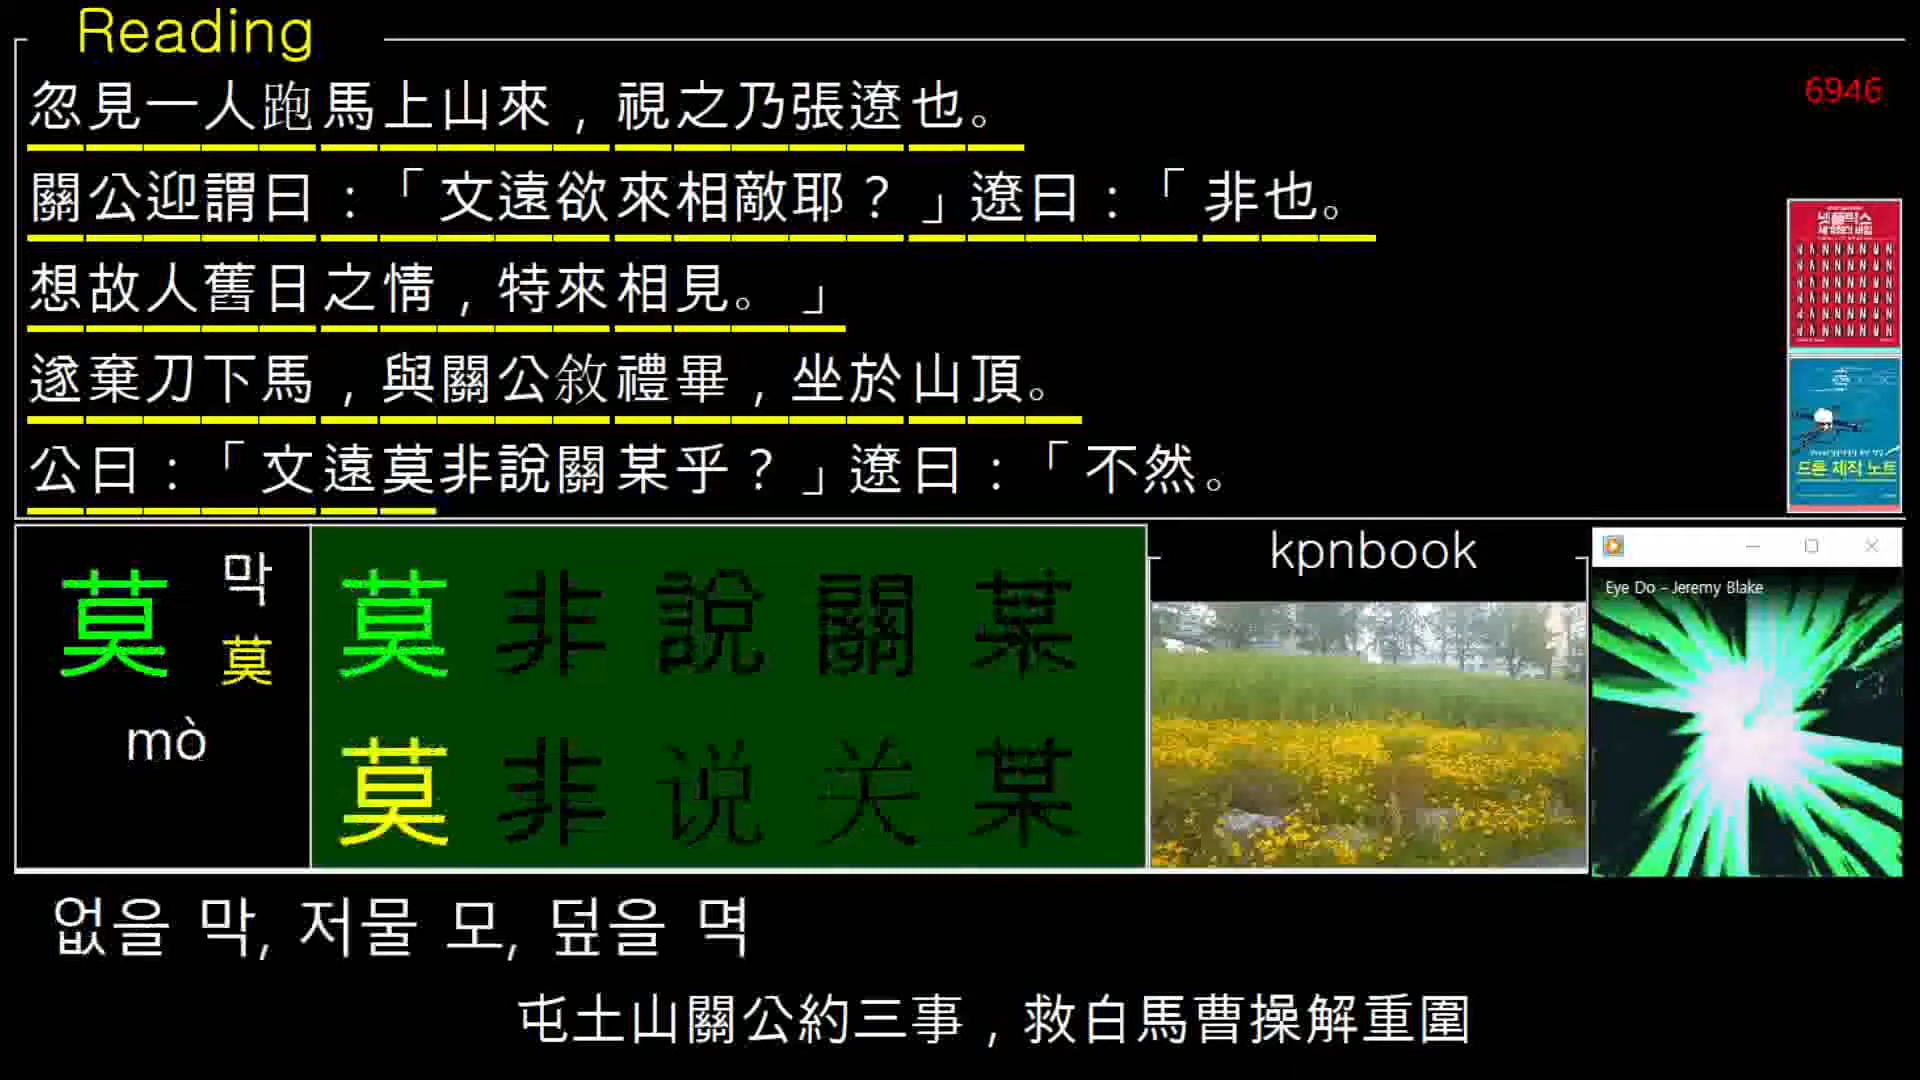 Reading
6946
忽見一人跑馬上山來，視之乃張遼也。
關公迎謂曰：「文遠欲來相敵耶？」遼曰：「非也。
想故人舊日之情，特來相見。」
遂棄刀下馬，與關公敘禮畢，坐於山頂。
公曰：「文遠莫非說關某乎？」遼曰：「不然。
넷플릭스
드론 제작 노트
莫 막
莫
mò
莫非說關某
莫非说关某
kpnbook
Eye Do – Jeremy Blake
없을 막, 저물 모, 덮을 멱
屯土山關公約三事，救白馬曹操解重圍